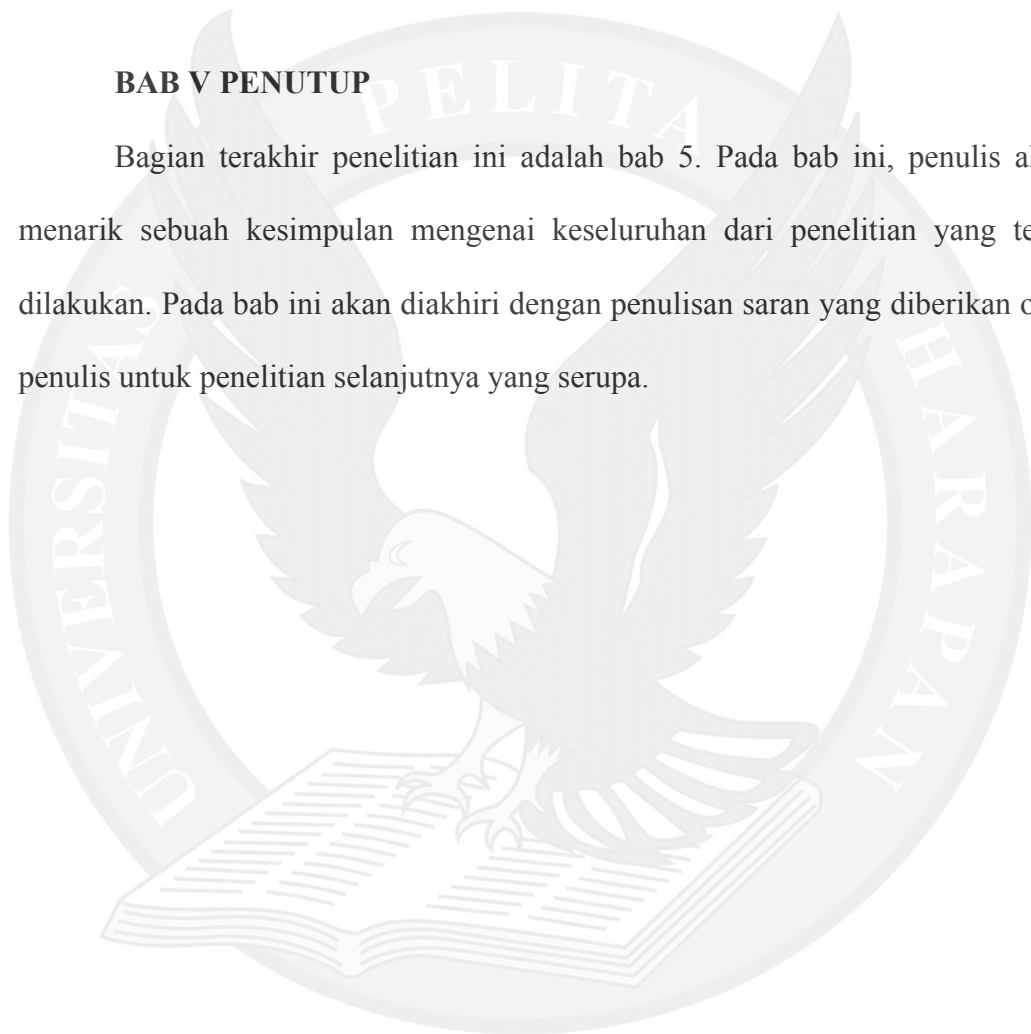 BAB V PENUTUP
Bagian terakhir penelitian ini adalah bab 5. Pada bab ini, penulis
menarik sebuah kesimpulan mengenai keseluruhan dari penelitian yang
dilakukan. Pada bab ini akan diakhiri dengan penulisan saran yang diberikan
penulis untuk penelitian selanjutnya yang serupa.
UNIVERSITAS PELITA HARAPAN